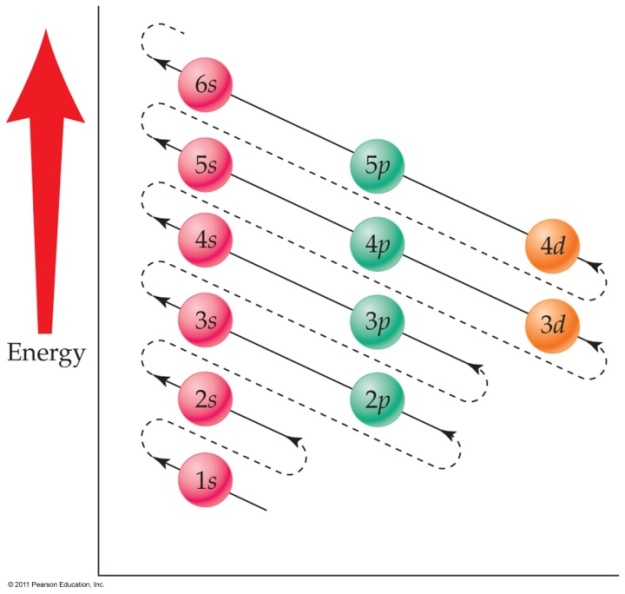 6s
5s
5p
4s
4p
4d
3s
3p
3d
Energy
2s
2p
1s
© 2011 Pearson Education, Inc.